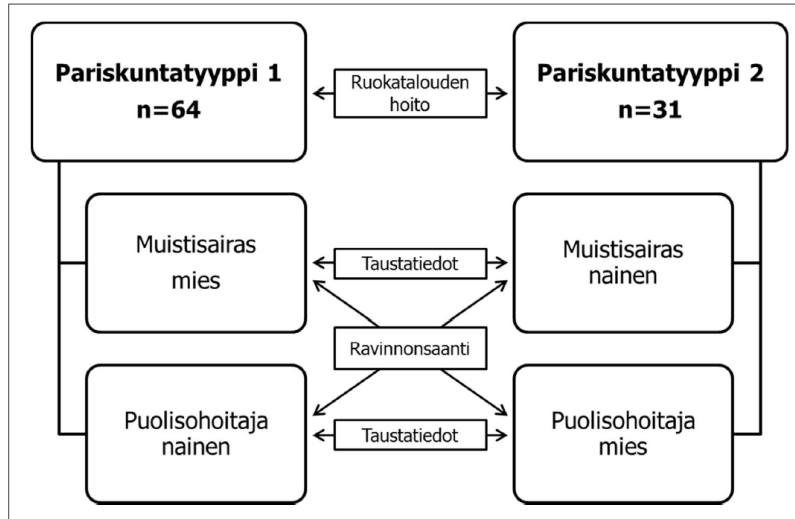 Pariskuntatyyppi 1
n=64
Ruokatalouden
hoito
Pariskuntatyyppi 2
n=31
Muistisairas
mies
Taustatiedot
Muistisairas
nainen
Ravinnonsaanti
Puolisohoitaja
nainen
Taustatiedot
Puolisohoitaja
mies